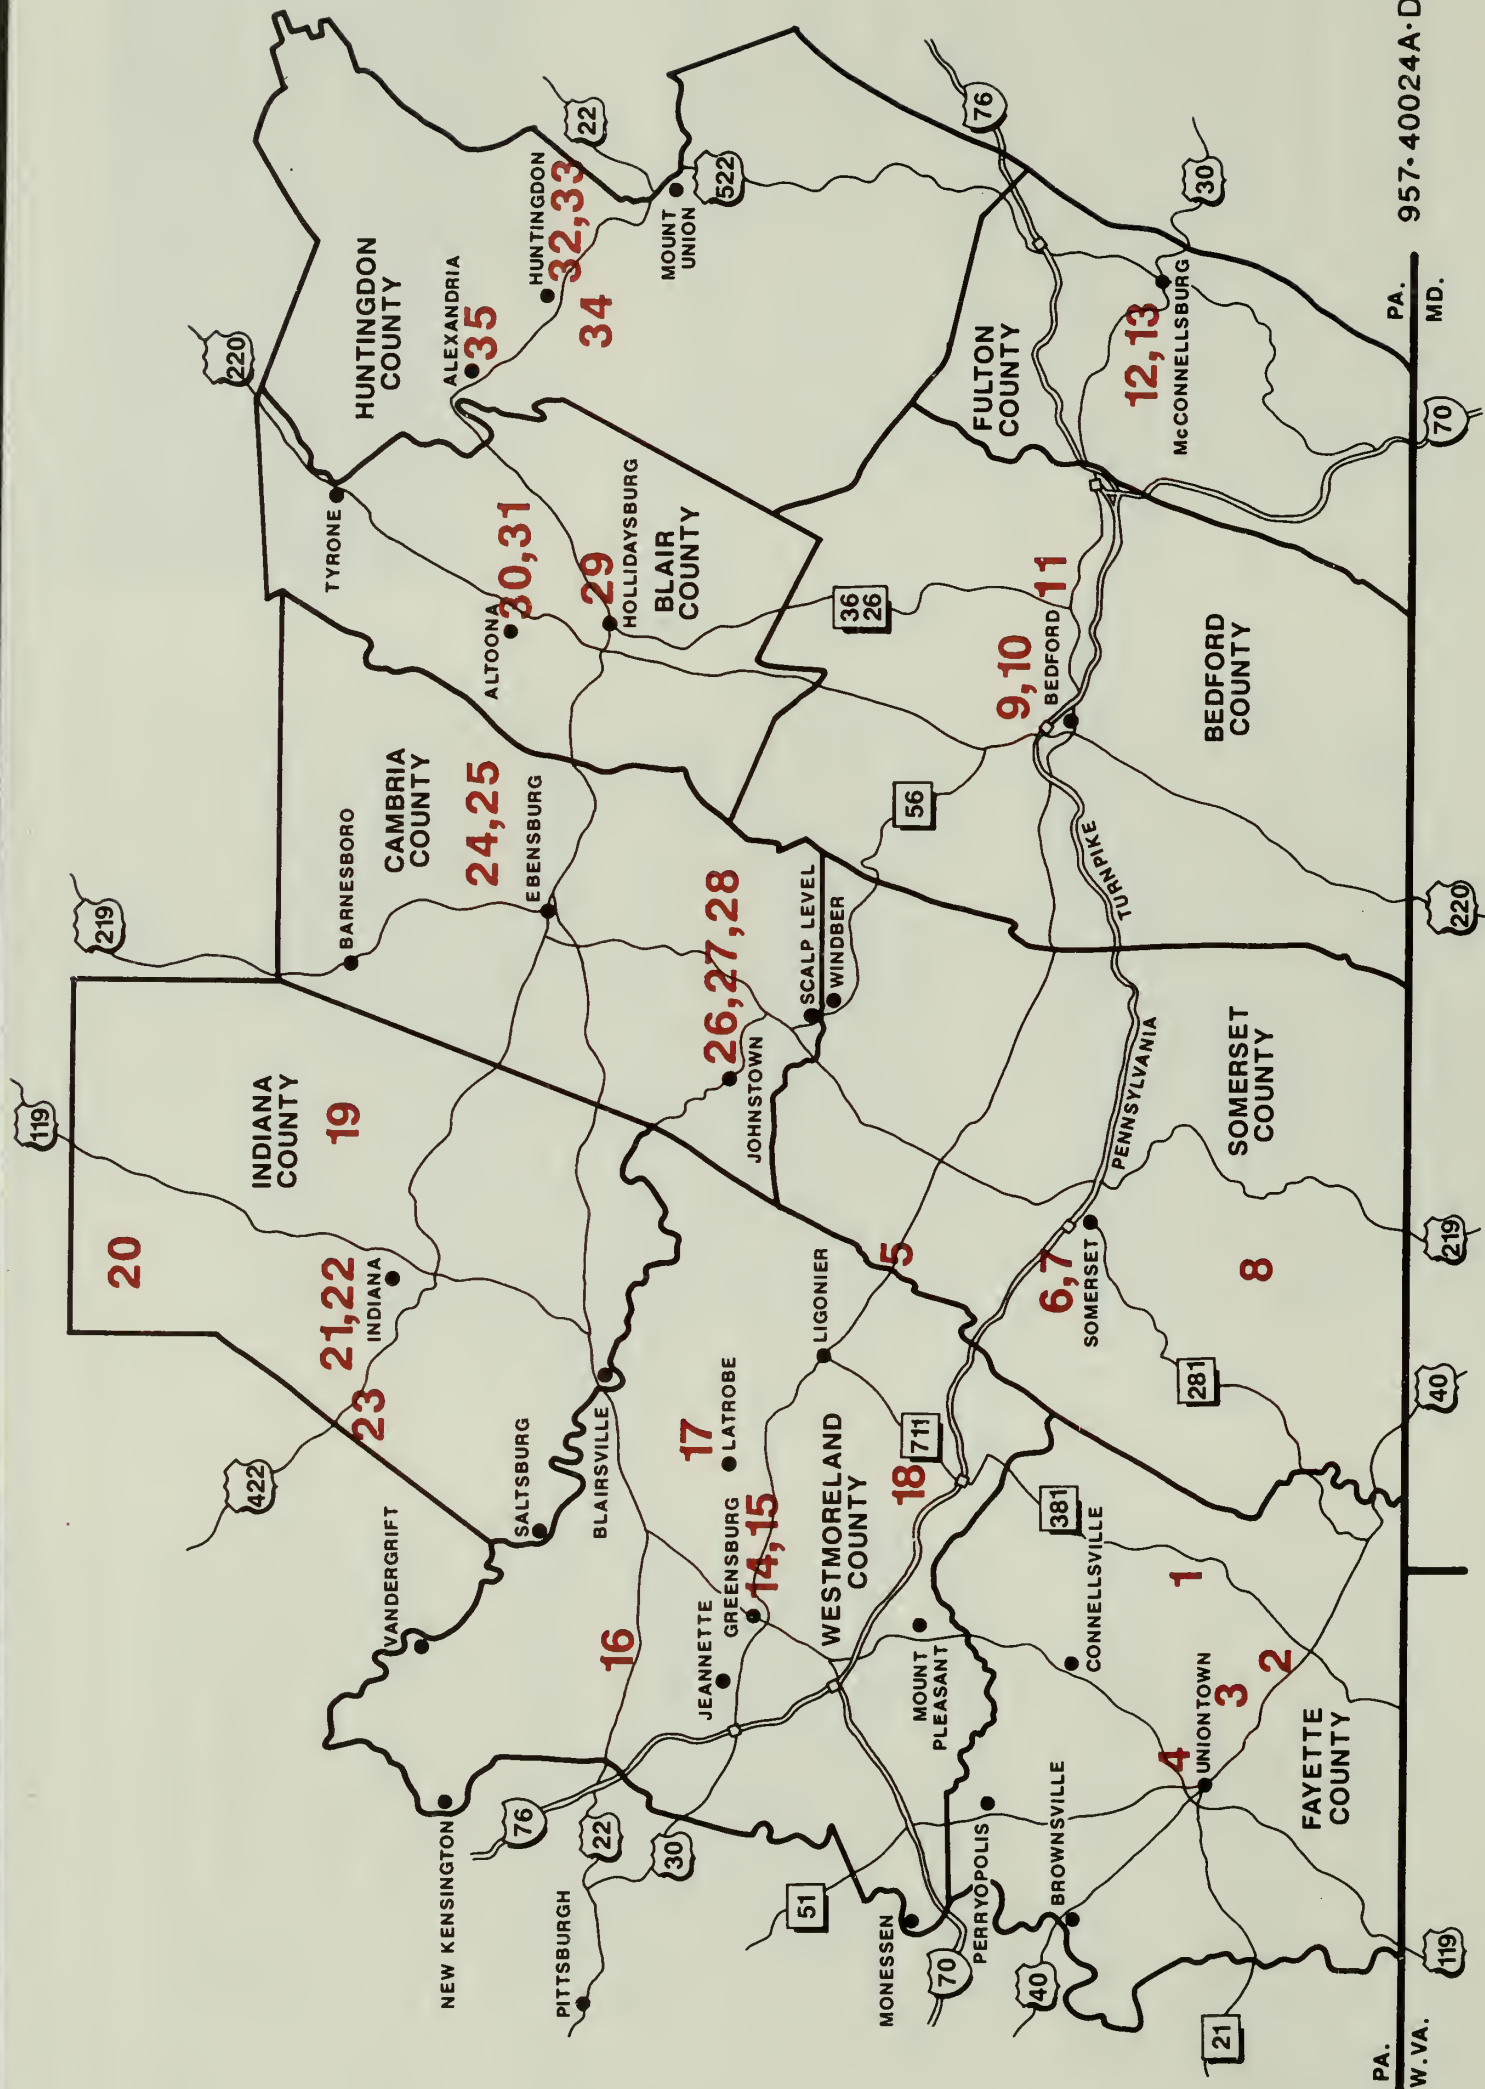 119
219
20
INDIANA
COUNTY
19
21,22
INDIANA
23
422
BARNESBORO
CAMBRIA
COUNTY
24,25
EBENSBURG
26,27,28
JOHNSTOWN
SCALP LEVEL
WINDBER
220
TYRONE
ALTOONA
30,31
29
HOLLIDAYSBURG
BLAIR
COUNTY
HUNTINGDON
COUNTY
ALEXANDRIA
35
HUNTINGDON
32,33
34
22
MOUNT
UNION
522
VANDERGRIFT
SALTSBURG
BLAIRSVILLE
NEW KENSINGTON
PITTSBURGH
76
22
30
16
17
LATROBE
JEANNETTE
GREENSBURG
14,15
LIGONIER
5
WESTMORELAND
COUNTY
18
711
51
MONESSEN
70
MOUNT
PLEASANT
PERRYOPOLIS
BROWNSVILLE
40
CONNELLSVILLE
381
1
2
3
4
UNIONTOWN
FAYETTE
COUNTY
21
119
6,7
SOMERSET
8
281
SOMERSET
COUNTY
PENNSYLVANIA
TURNPIKE
40
219
56
36
26
9,10
BEDFORD
11
BEDFORD
COUNTY
220
FULTON
COUNTY
12,13
McCONNELLSBURG
76
30
70
PA.
W.VA.
PA.
MD.
957·40024A·D